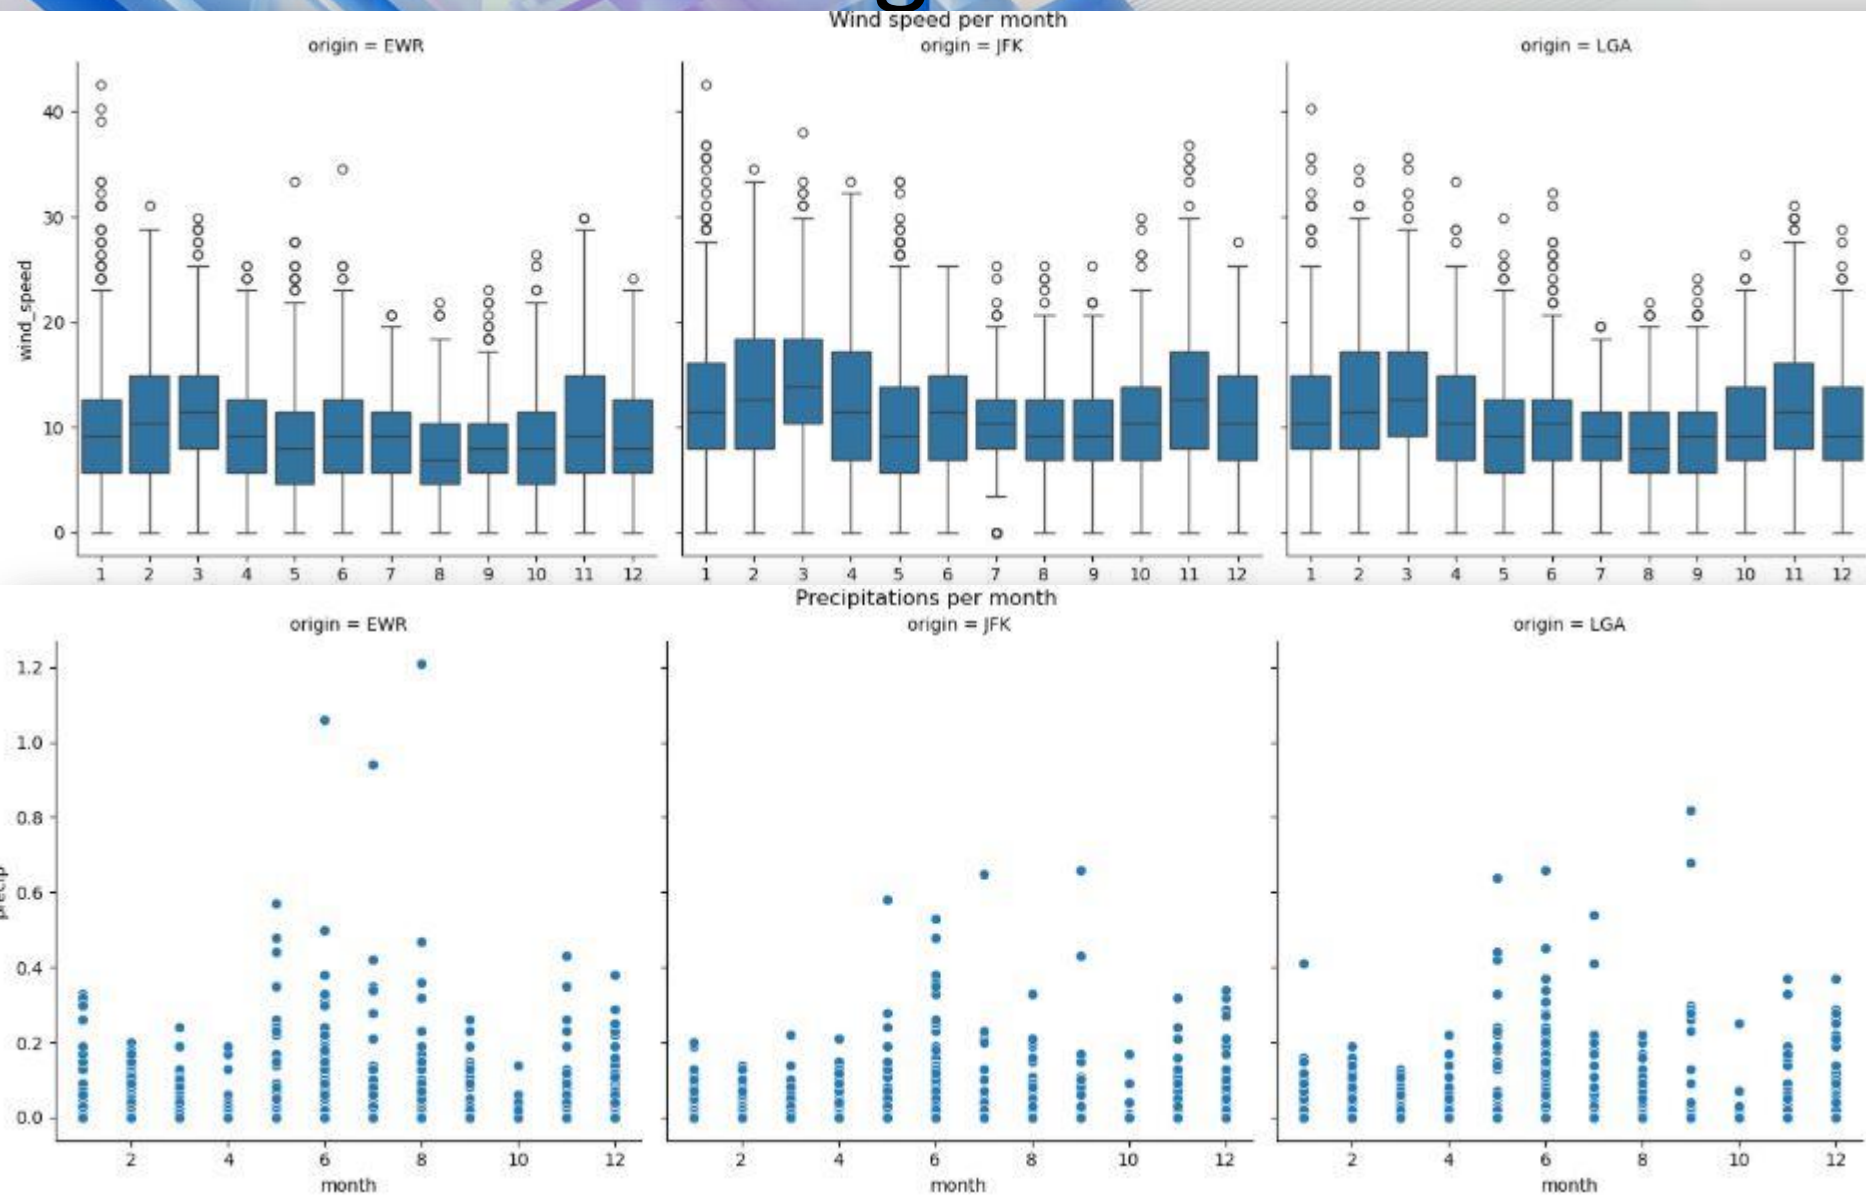 g
Wind speed per month
origin = EWR
origin = JFK
origin = LGA
wind_speed
40
30
20
10
0
1 2 3 4 5 6 7 8 9 10 11 12
1 2 3 4 5 6 7 8 9 10 11 12
1 2 3 4 5 6 7 8 9 10 11 12
Precipitations per month
origin = EWR
origin = JFK
origin = LGA
precip
1.2
1.0
0.8
0.6
0.4
0.2
0.0
2 4 6 8 10 12
2 4 6 8 10 12
2 4 6 8 10 12
month
month
month